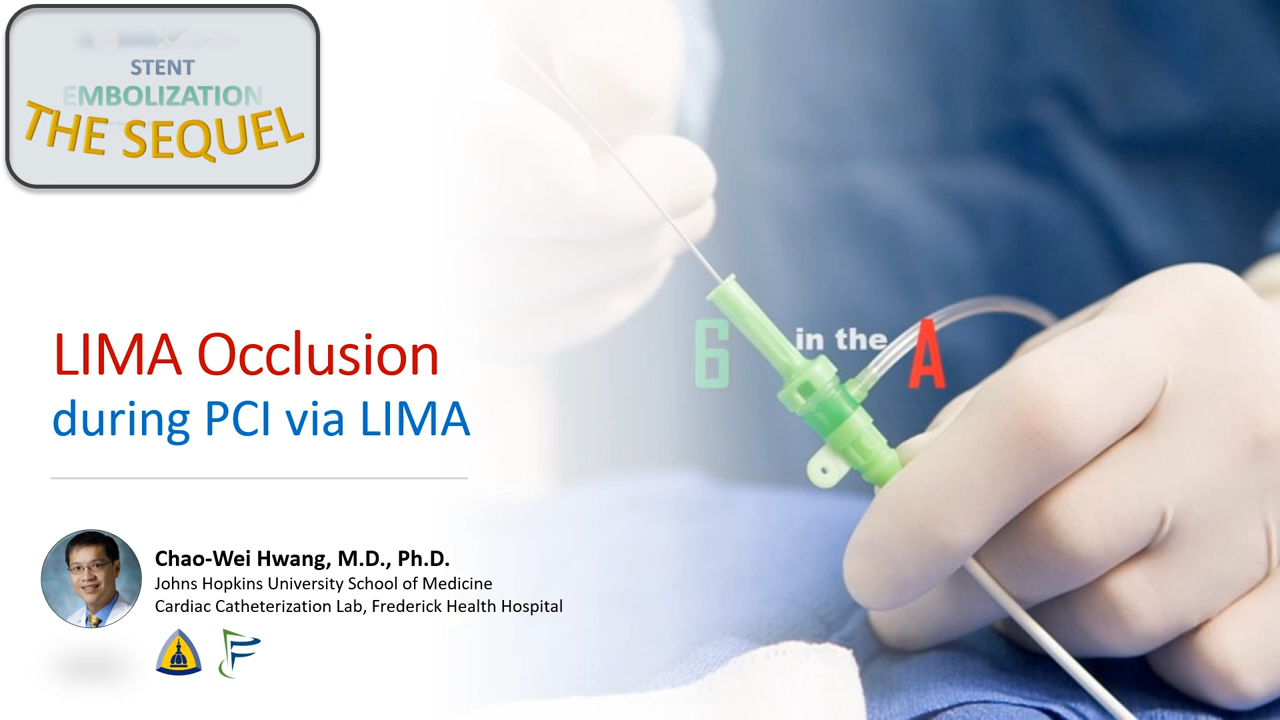 STENT
EMBOLIZATION
THE SEQUEL
6 in the A
LIMA Occlusion
during PCI via LIMA
Chao-Wei Hwang, M.D., Ph.D.
Johns Hopkins University School of Medicine
Cardiac Catheterization Lab, Frederick Health Hospital